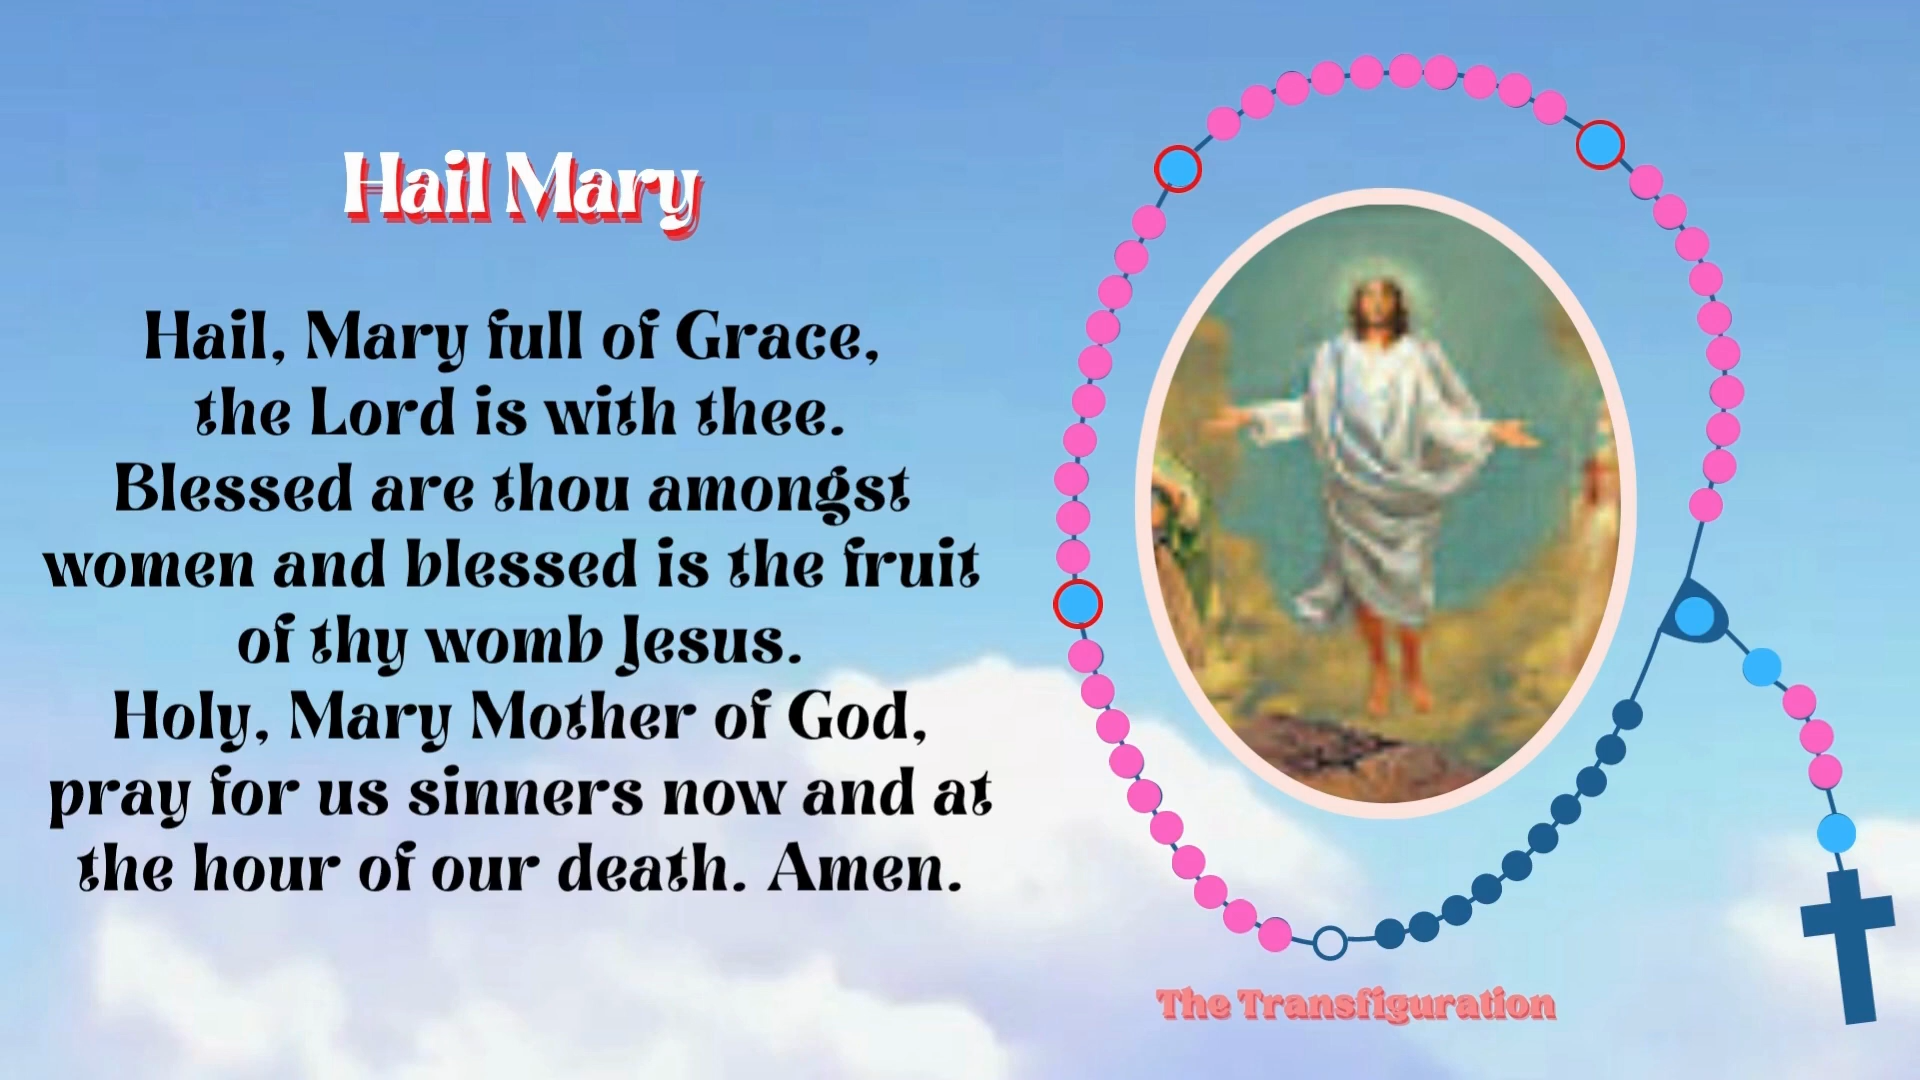 Hail Mary
Hail, Mary full of Grace,
the Lord is with thee.
Blessed are thou amongst
women and blessed is the fruit
of thy womb Jesus.
Holy, Mary Mother of God,
pray for us sinners now and at
the hour of our death. Amen.
The Transfiguration